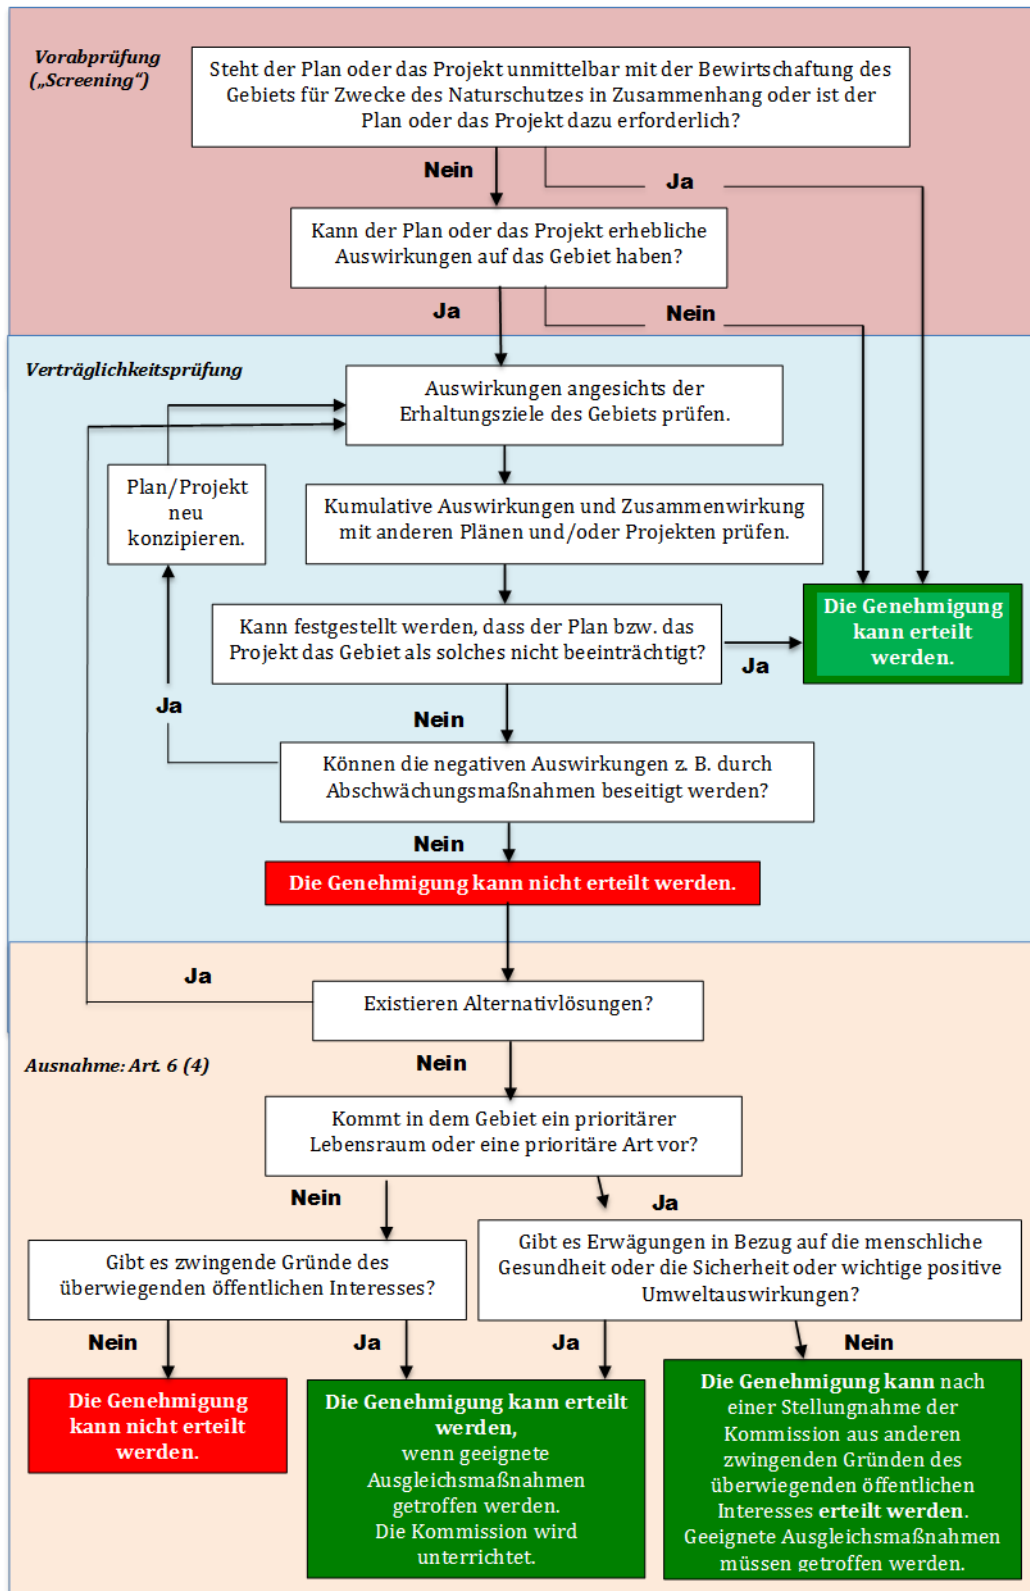 Vorabprüfung
(„Screening“)
Steht der Plan oder das Projekt unmittelbar mit der Bewirtschaftung des
Gebiets für Zwecke des Naturschutzes in Zusammenhang oder ist der
Plan oder das Projekt dazu erforderlich?
Nein
Ja
Kann der Plan oder das Projekt erhebliche
Auswirkungen auf das Gebiet haben?
Ja
Nein
Verträglichkeitsprüfung
Auswirkungen angesichts der
Erhaltungsziele des Gebiets prüfen.
Plan/Projekt
neu
konzipieren.
Kumulative Auswirkungen und Zusammenwirkung
mit anderen Plänen und/oder Projekten prüfen.
Die Genehmigung
kann erteilt
werden.
Kann festgestellt werden, dass der Plan bzw. das
Projekt das Gebiet als solches nicht beeinträchtigt?
Ja
Ja
Nein
Können die negativen Auswirkungen z. B. durch
Abschwächungsmaßnahmen beseitigt werden?
Nein
Die Genehmigung kann nicht erteilt werden.
Ja
Existieren Alternativlösungen?
Ausnahme: Art. 6 (4)
Nein
Kommt in dem Gebiet ein prioritärer
Lebensraum oder eine prioritäre Art vor?
Nein
Ja
Gibt es zwingende Gründe des
überwiegenden öffentlichen Interesses?
Gibt es Erwägungen in Bezug auf die menschliche
Gesundheit oder die Sicherheit oder wichtige positive
Umweltauswirkungen?
Nein
Ja
Ja
Nein
Die Genehmigung
kann nicht erteilt
werden.
Die Genehmigung kann erteilt
werden,
wenn geeignete
Ausgleichsmaßnahmen
getroffen werden.
Die Kommission wird
unterrichtet.
Die Genehmigung kann nach
einer Stellungnahme der
Kommission aus anderen
zwingenden Gründen des
überwiegenden öffentlichen
Interesses erteilt werden.
Geeignete Ausgleichsmaßnahmen
müssen getroffen werden.